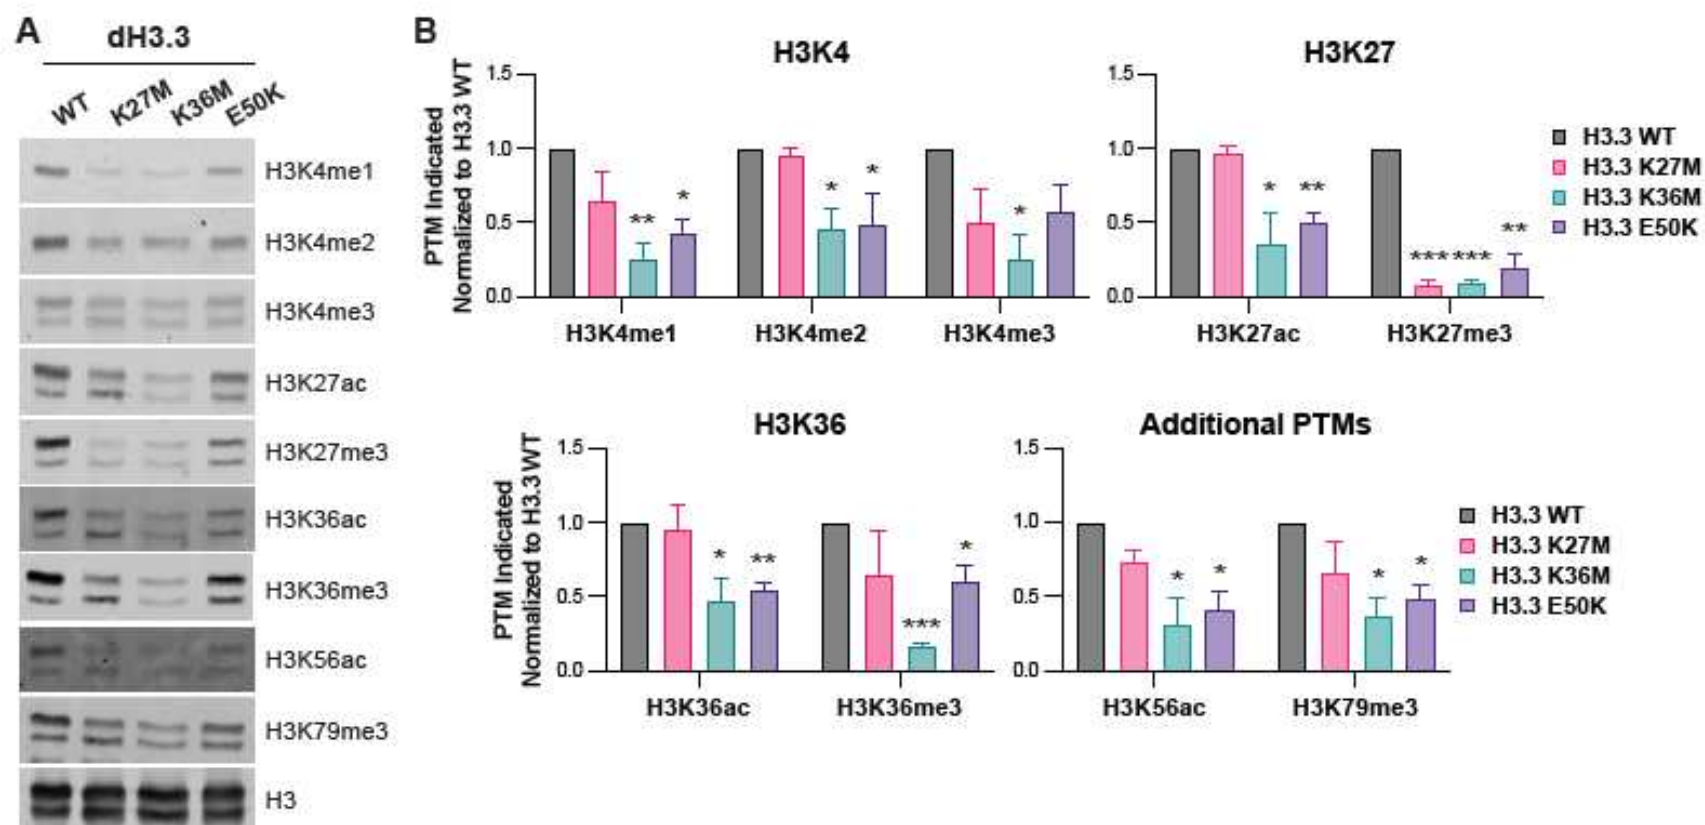 A
dH3.3
WT K27M K36M E50K
H3K4me1
H3K4me2
H3K4me3
H3K27ac
H3K27me3
H3K36ac
H3K36me3
H3K56ac
H3K79me3
H3
B
H3K4
PTM Indicated
Normalized to H3.3 WT
1.5
1.0
0.5
0.0
** *
* *
*
H3K4me1 H3K4me2 H3K4me3
H3K27
1.5
1.0
0.5
0.0
* **
*** *** **
H3K27ac H3K27me3
H3.3 WT
H3.3 K27M
H3.3 K36M
H3.3 E50K
H3K36
PTM Indicated
Normalized to H3.3 WT
1.5
1.0
0.5
0.0
* **
*** *
H3K36ac H3K36me3
Additional PTMs
1.5
1.0
0.5
0.0
* *
* *
H3K56ac H3K79me3
H3.3 WT
H3.3 K27M
H3.3 K36M
H3.3 E50K